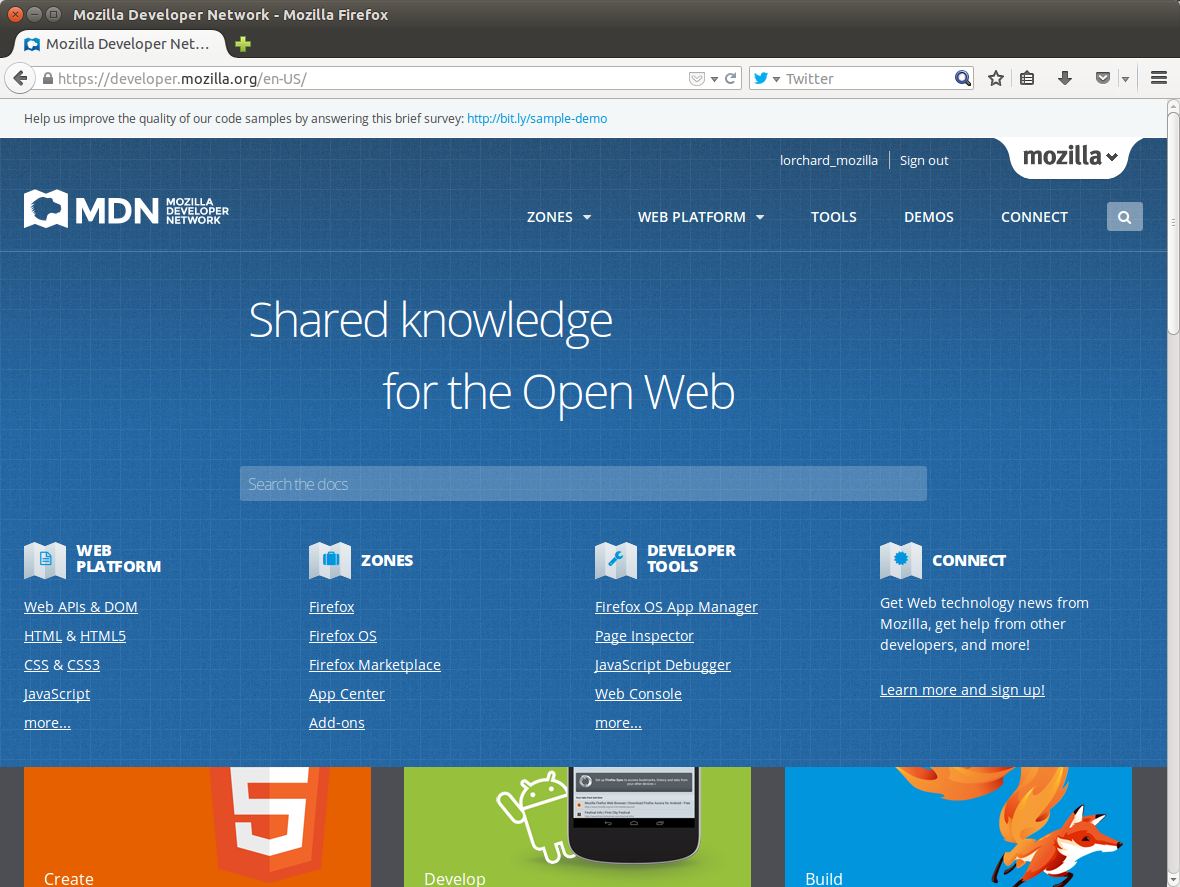 Mozilla Developer Network - Mozilla Firefox
Mozilla Developer Net...
https://developer.mozilla.org/en-US/
Twitter
Help us improve the quality of our code samples by answering this brief survey: http://bit.ly/sample-demo
lorchard_mozilla
Sign out
mozilla
MDN
MOZILLA
DEVELOPER
NETWORK
ZONES
WEB PLATFORM
TOOLS
DEMOS
CONNECT
Shared knowledge
for the Open Web
Search the docs
WEB
PLATFORM
Web APIs & DOM
HTML & HTML5
CSS & CSS3
JavaScript
more...
ZONES
Firefox
Firefox OS
Firefox Marketplace
App Center
Add-ons
DEVELOPER
TOOLS
Firefox OS App Manager
Page Inspector
JavaScript Debugger
Web Console
more...
CONNECT
Get Web technology news from
Mozilla, get help from other
developers, and more!
Learn more and sign up!
Create
Develop
Build